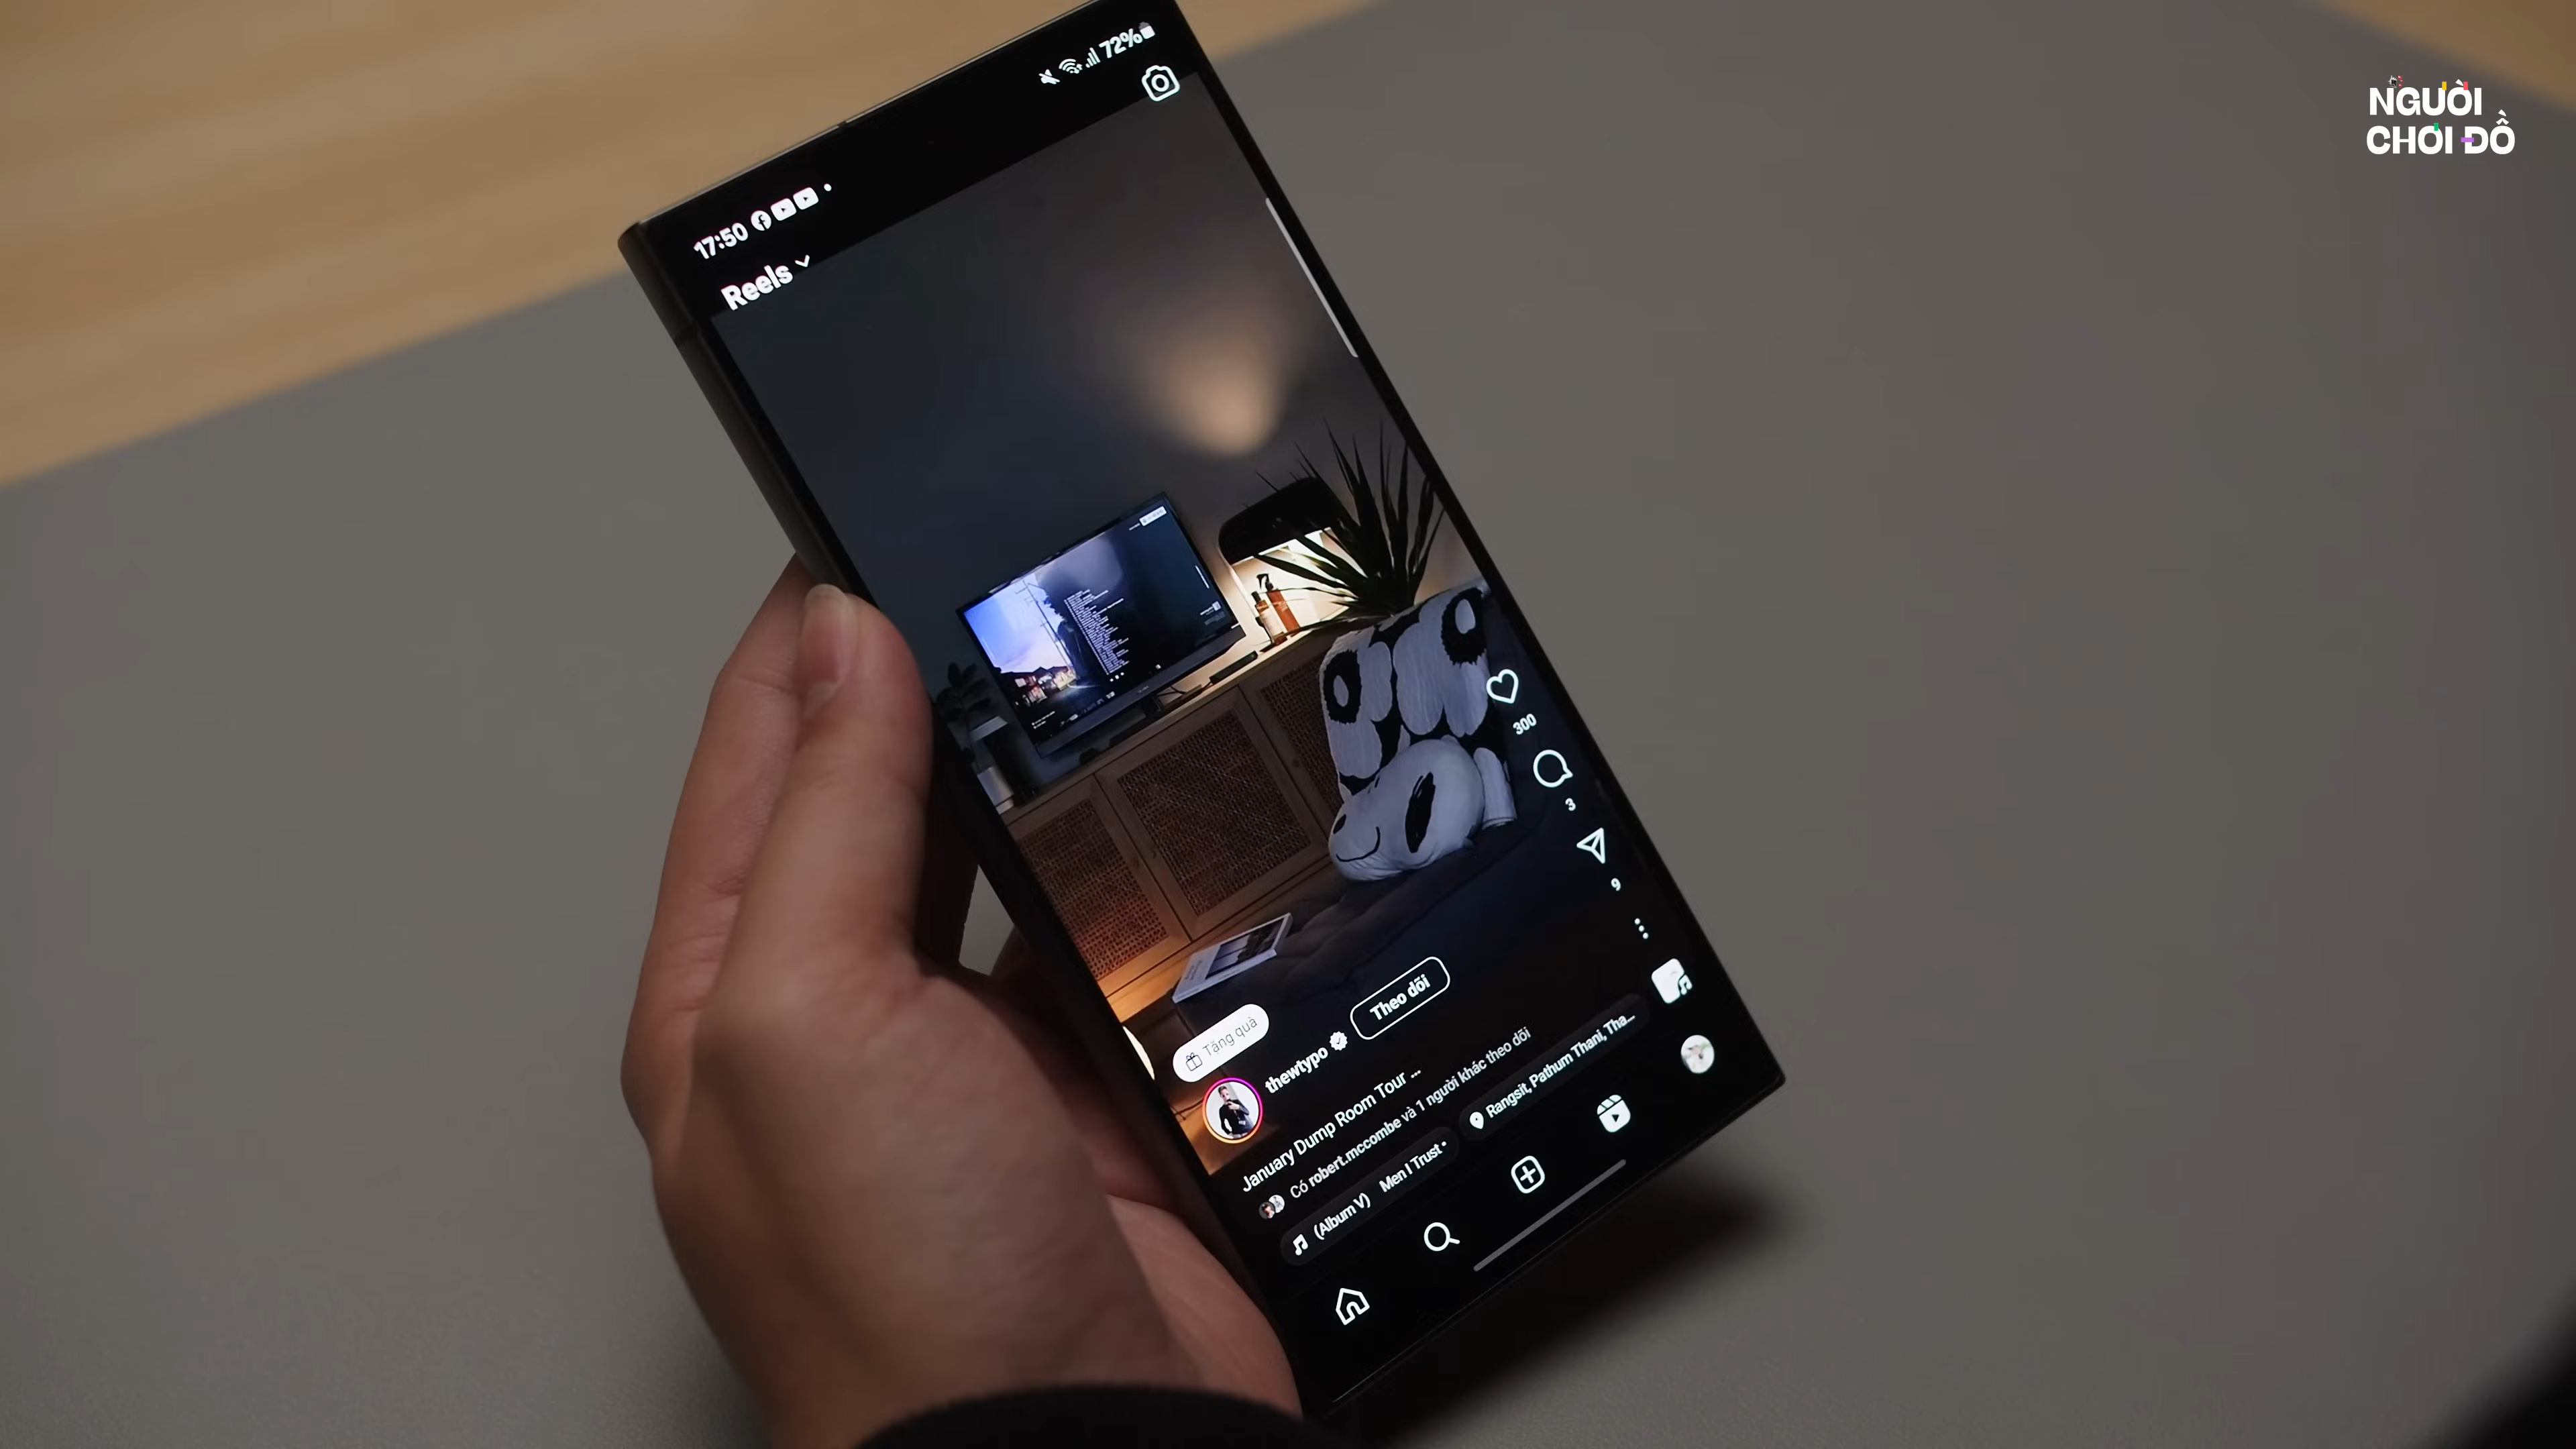 NGƯỜI
CHƠI ĐỒ
72%
17:50
Reels
300
3
9
Tặng quà
thewtypo
Theo dõi
January Dump Room Tour ...
Có robert.mccombe và 1 người khác theo dõi
(Album V) Men I Trust •
Rangsit, Pathum Thani, Tha...